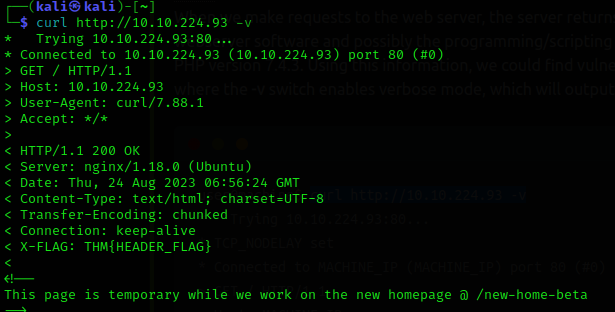 ┌──(kali㉿kali)-[~]
└─$ curl http://10.10.224.93 -v
*   Trying 10.10.224.93:80...
* Connected to 10.10.224.93 (10.10.224.93) port 80 (#0)
> GET / HTTP/1.1
> Host: 10.10.224.93
> User-Agent: curl/7.88.1
> Accept: */*
>
< HTTP/1.1 200 OK
< Server: nginx/1.18.0 (Ubuntu)
< Date: Thu, 24 Aug 2023 06:56:24 GMT
< Content-Type: text/html; charset=UTF-8
< Transfer-Encoding: chunked
< Connection: keep-alive
< X-FLAG: THM{HEADER_FLAG}
<
<!--
This page is temporary while we work on the new homepage @ /new-home-beta
-->